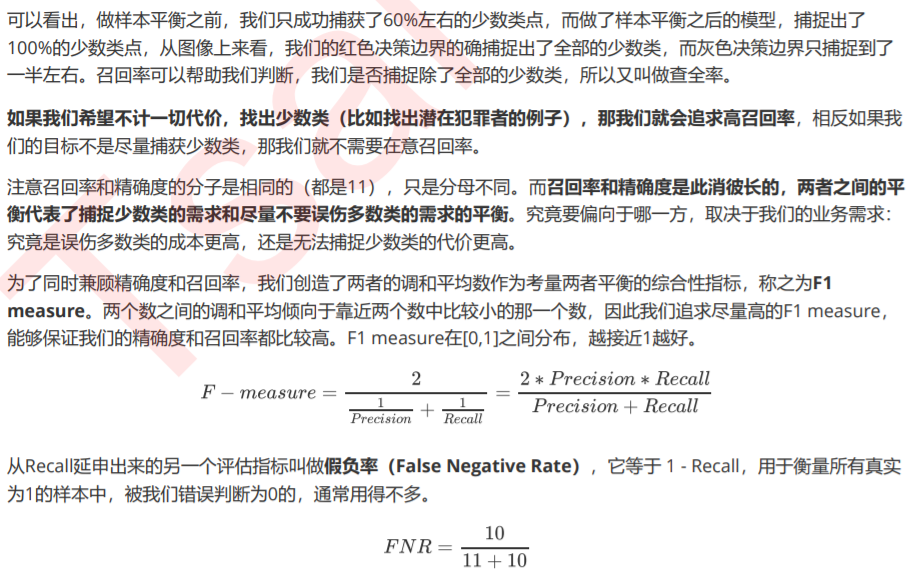 可以看出，做样本平衡之前，我们只成功捕获了60%左右的少数类点，而做了样本平衡之后的模型，捕捉出了
100%的少数类点，从图像上来看，我们的红色决策边界的确捕捉出了全部的少数类，而灰色决策边界只捕捉到了
一半左右。召回率可以帮助我们判断，我们是否捕捉除了全部的少数类，所以又叫做查全率。
如果我们希望不计一切代价，找出少数类（比如找出潜在犯罪者的例子），那我们就会追求高召回率，相反如果我
们的目标不是尽量捕获少数类，那我们就不需要在意召回率。
注意召回率和精确度的分子是相同的（都是11），只是分母不同。而召回率和精确度是此消彼长的，两者之间的平
衡代表了捕捉少数类的需求和尽量不要误伤多数类的需求的平衡。究竟要偏向于哪一方，取决于我们的业务需求：
究竟是误伤多数类的成本更高，还是无法捕捉少数类的代价更高。
为了同时兼顾精确度和召回率，我们创造了两者的调和平均数作为考量两者平衡的综合性指标，称之为F1
measure。两个数之间的调和平均倾向于靠近两个数中比较小的那一个数，因此我们追求尽量高的F1 measure，
能够保证我们的精确度和召回率都比较高。F1 measure在[0,1]之间分布，越接近1越好。
F − measure = 2 / (1/Precision + 1/Recall) = 2 * Precision * Recall / (Precision + Recall)
从Recall延申出来的另一个评估指标叫做假负率（False Negative Rate），它等于 1 - Recall，用于衡量所有真实
为1的样本中，被我们错误判断为0的，通常用得不多。
FNR = 10 / (11 + 10)
Tsai